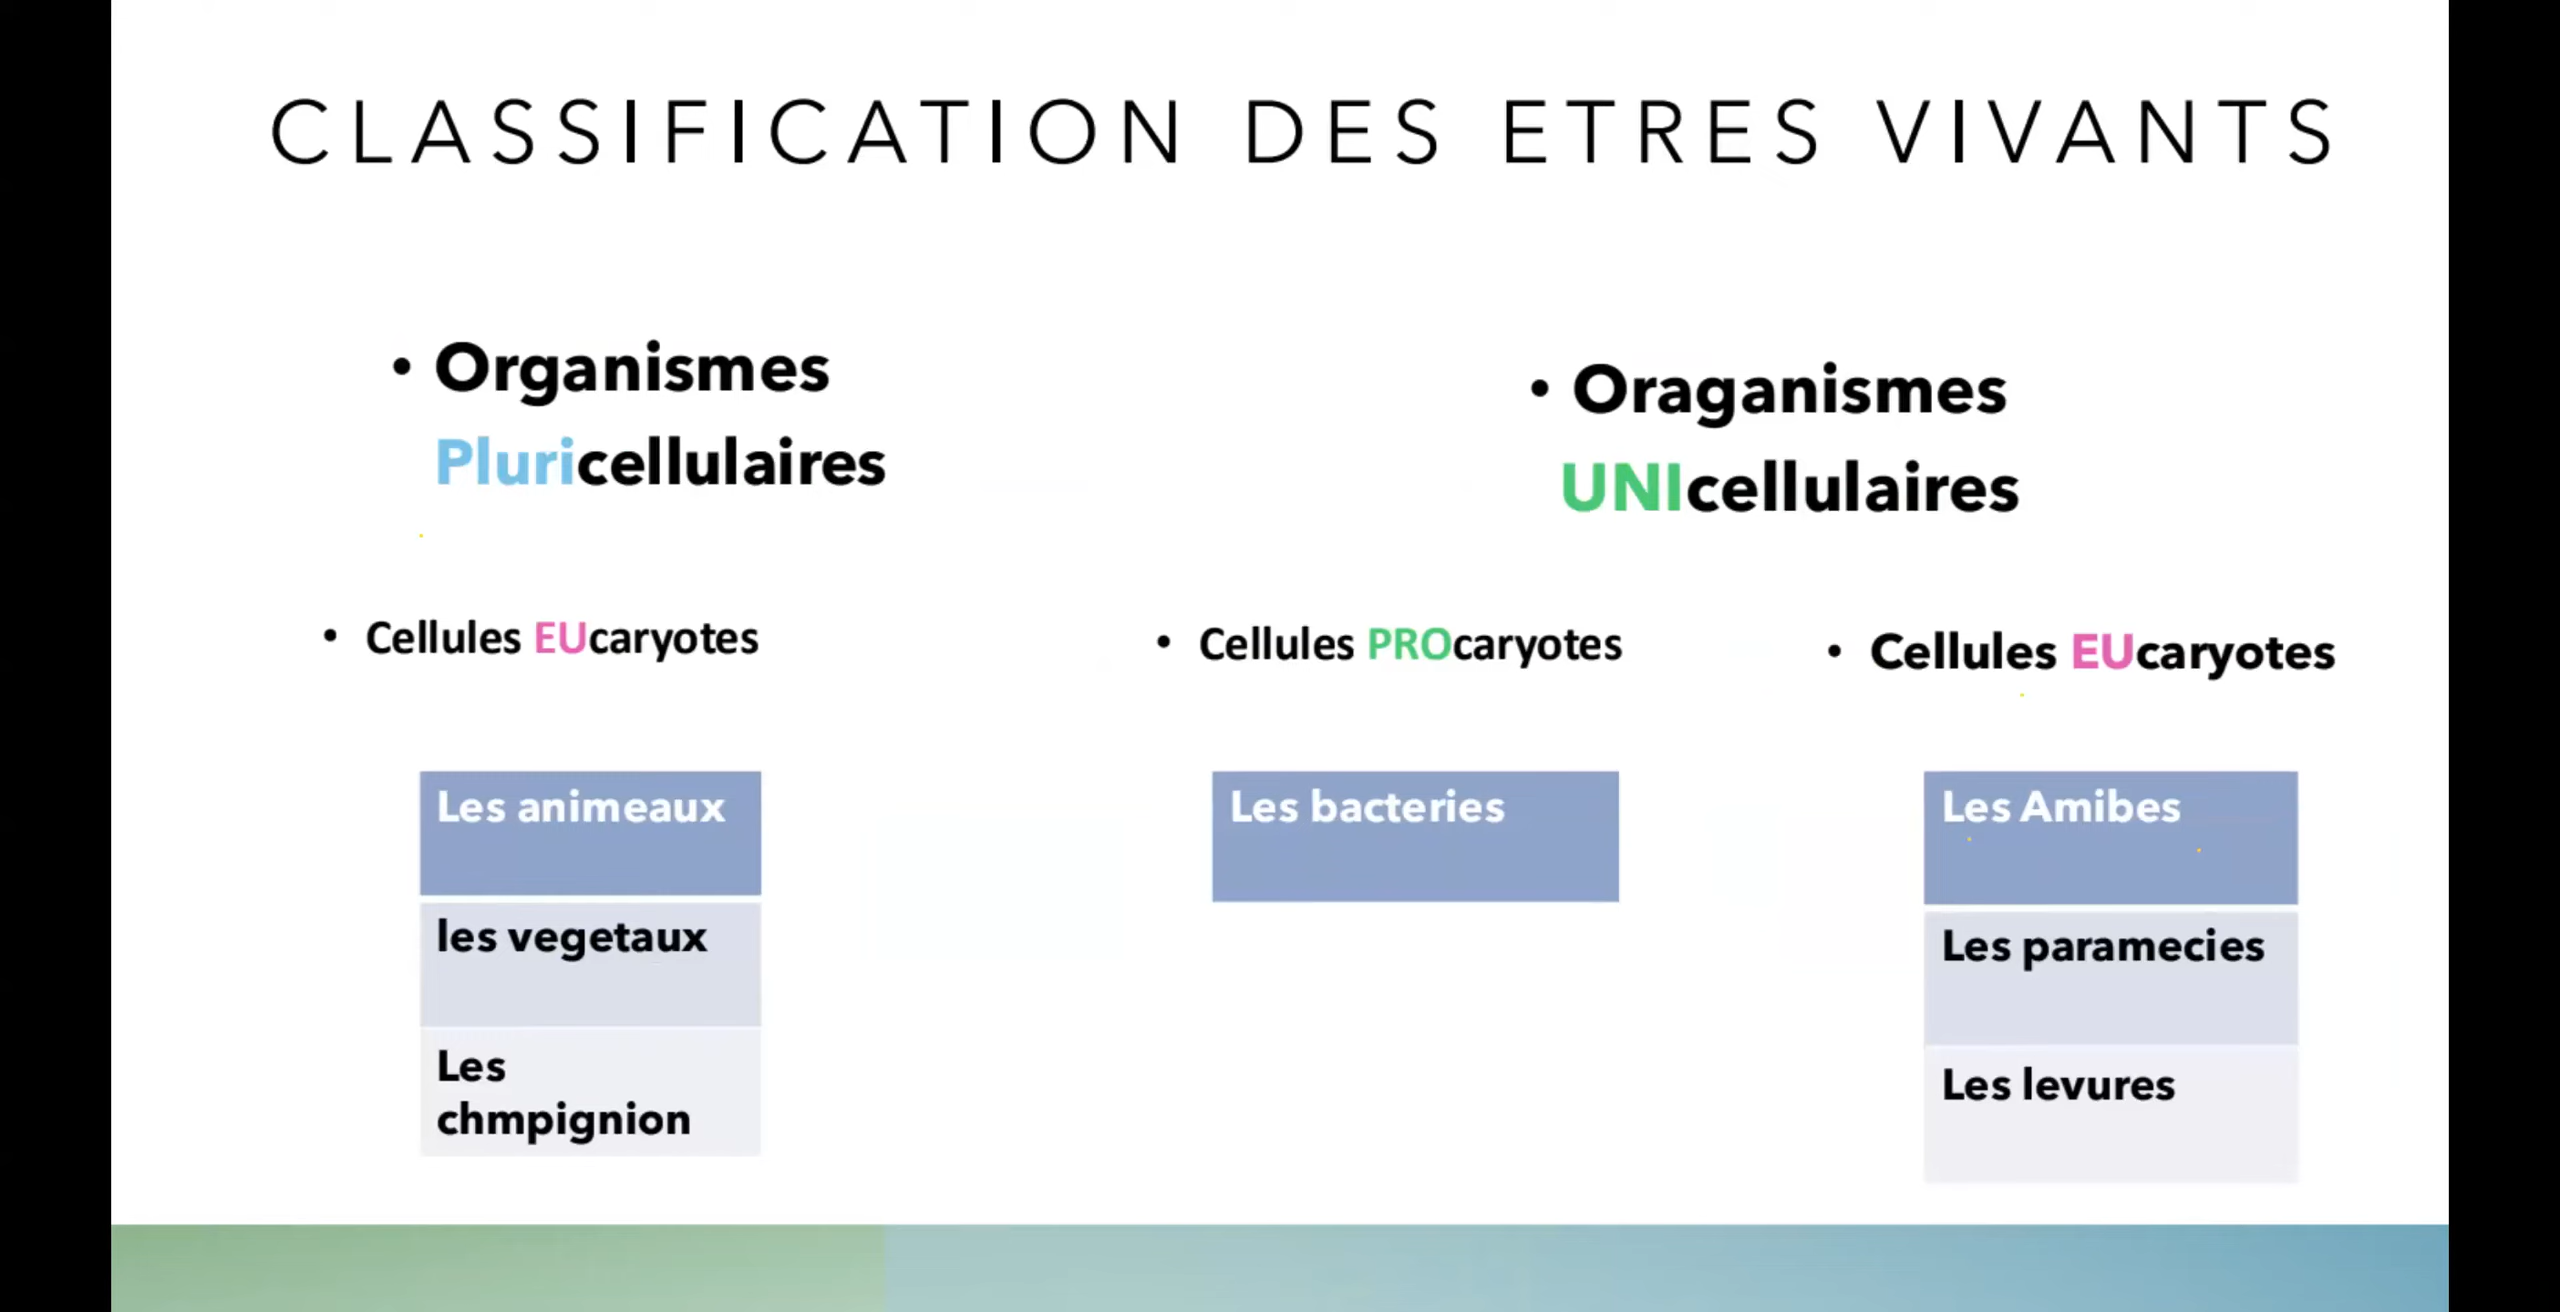 CLASSIFICATION DES ETRES VIVANTS
• Organismes
Pluricellulaires
• Oraganismes
UNIcellulaires
• Cellules EUcaryotes
• Cellules PROcaryotes
• Cellules EUcaryotes
Les animeaux
les vegetaux
Les
chmpignion
Les bacteries
Les Amibes
Les paramecies
Les levures